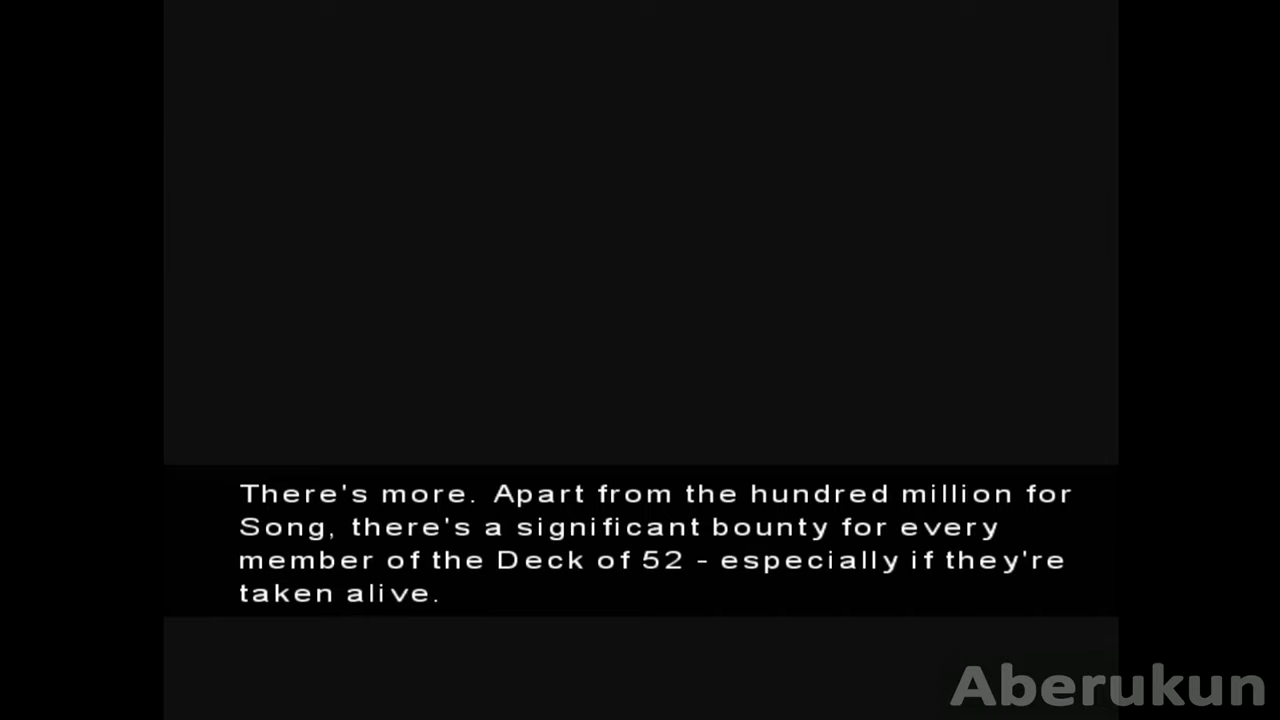 There's more. Apart from the hundred million for
Song, there's a significant bounty for every
member of the Deck of 52 - especially if they're
taken alive.
Aberukun